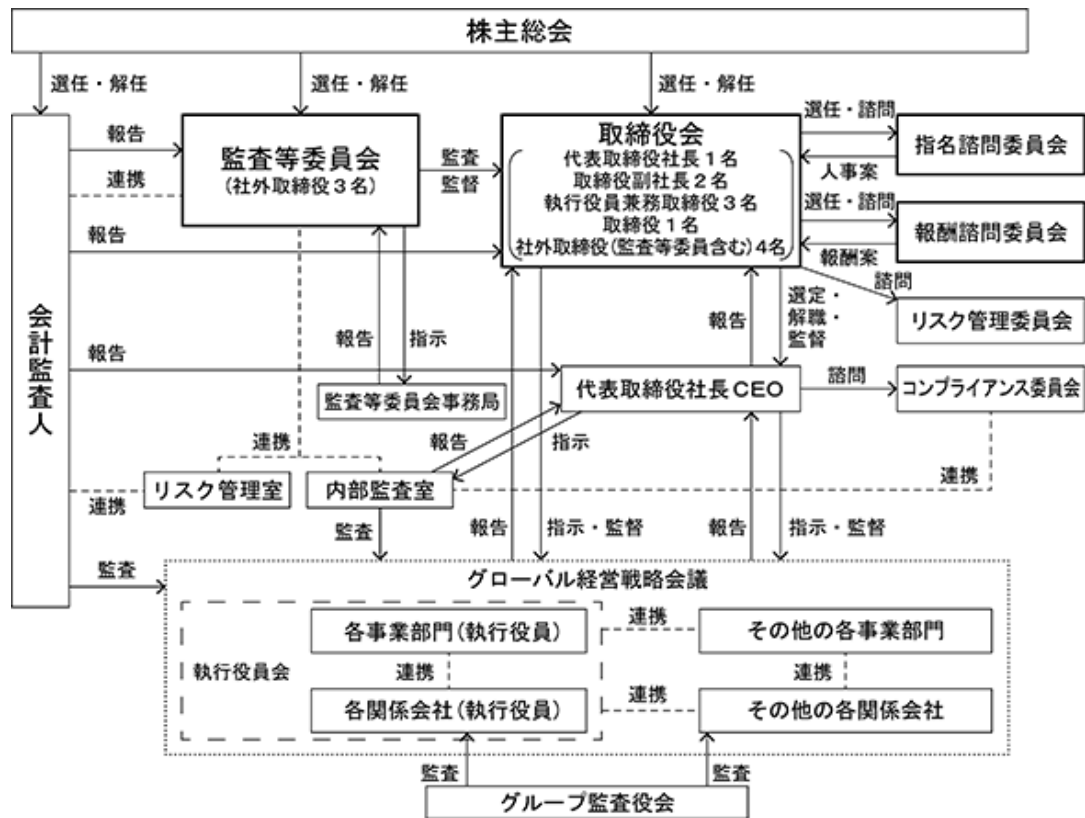 株主総会
選任・解任
選任・解任
選任・解任
報告
監査等委員会
(社外取締役3名)
連携
監査
監督
取締役会
代表取締役社長1名
取締役副社長2名
執行役員兼務取締役3名
取締役1名
社外取締役(監査等委員含む)4名
選任・諮問
指名諮問委員会
人事案
選任・諮問
報酬諮問委員会
報酬案
報告
諮問
リスク管理委員会
会計監査人
報告
指示
報告
選定・
解職・
監督
報告
監査等委員会事務局
代表取締役社長CEO
諮問
コンプライアンス委員会
報告
指示
連携
連携
リスク管理室
内部監査室
連携
監査
報告
指示・監督
報告
指示・監督
監査
グローバル経営戦略会議
執行役員会
各事業部門(執行役員)
連携
その他の各事業部門
連携
連携
各関係会社(執行役員)
連携
その他の各関係会社
監査
監査
グループ監査役会